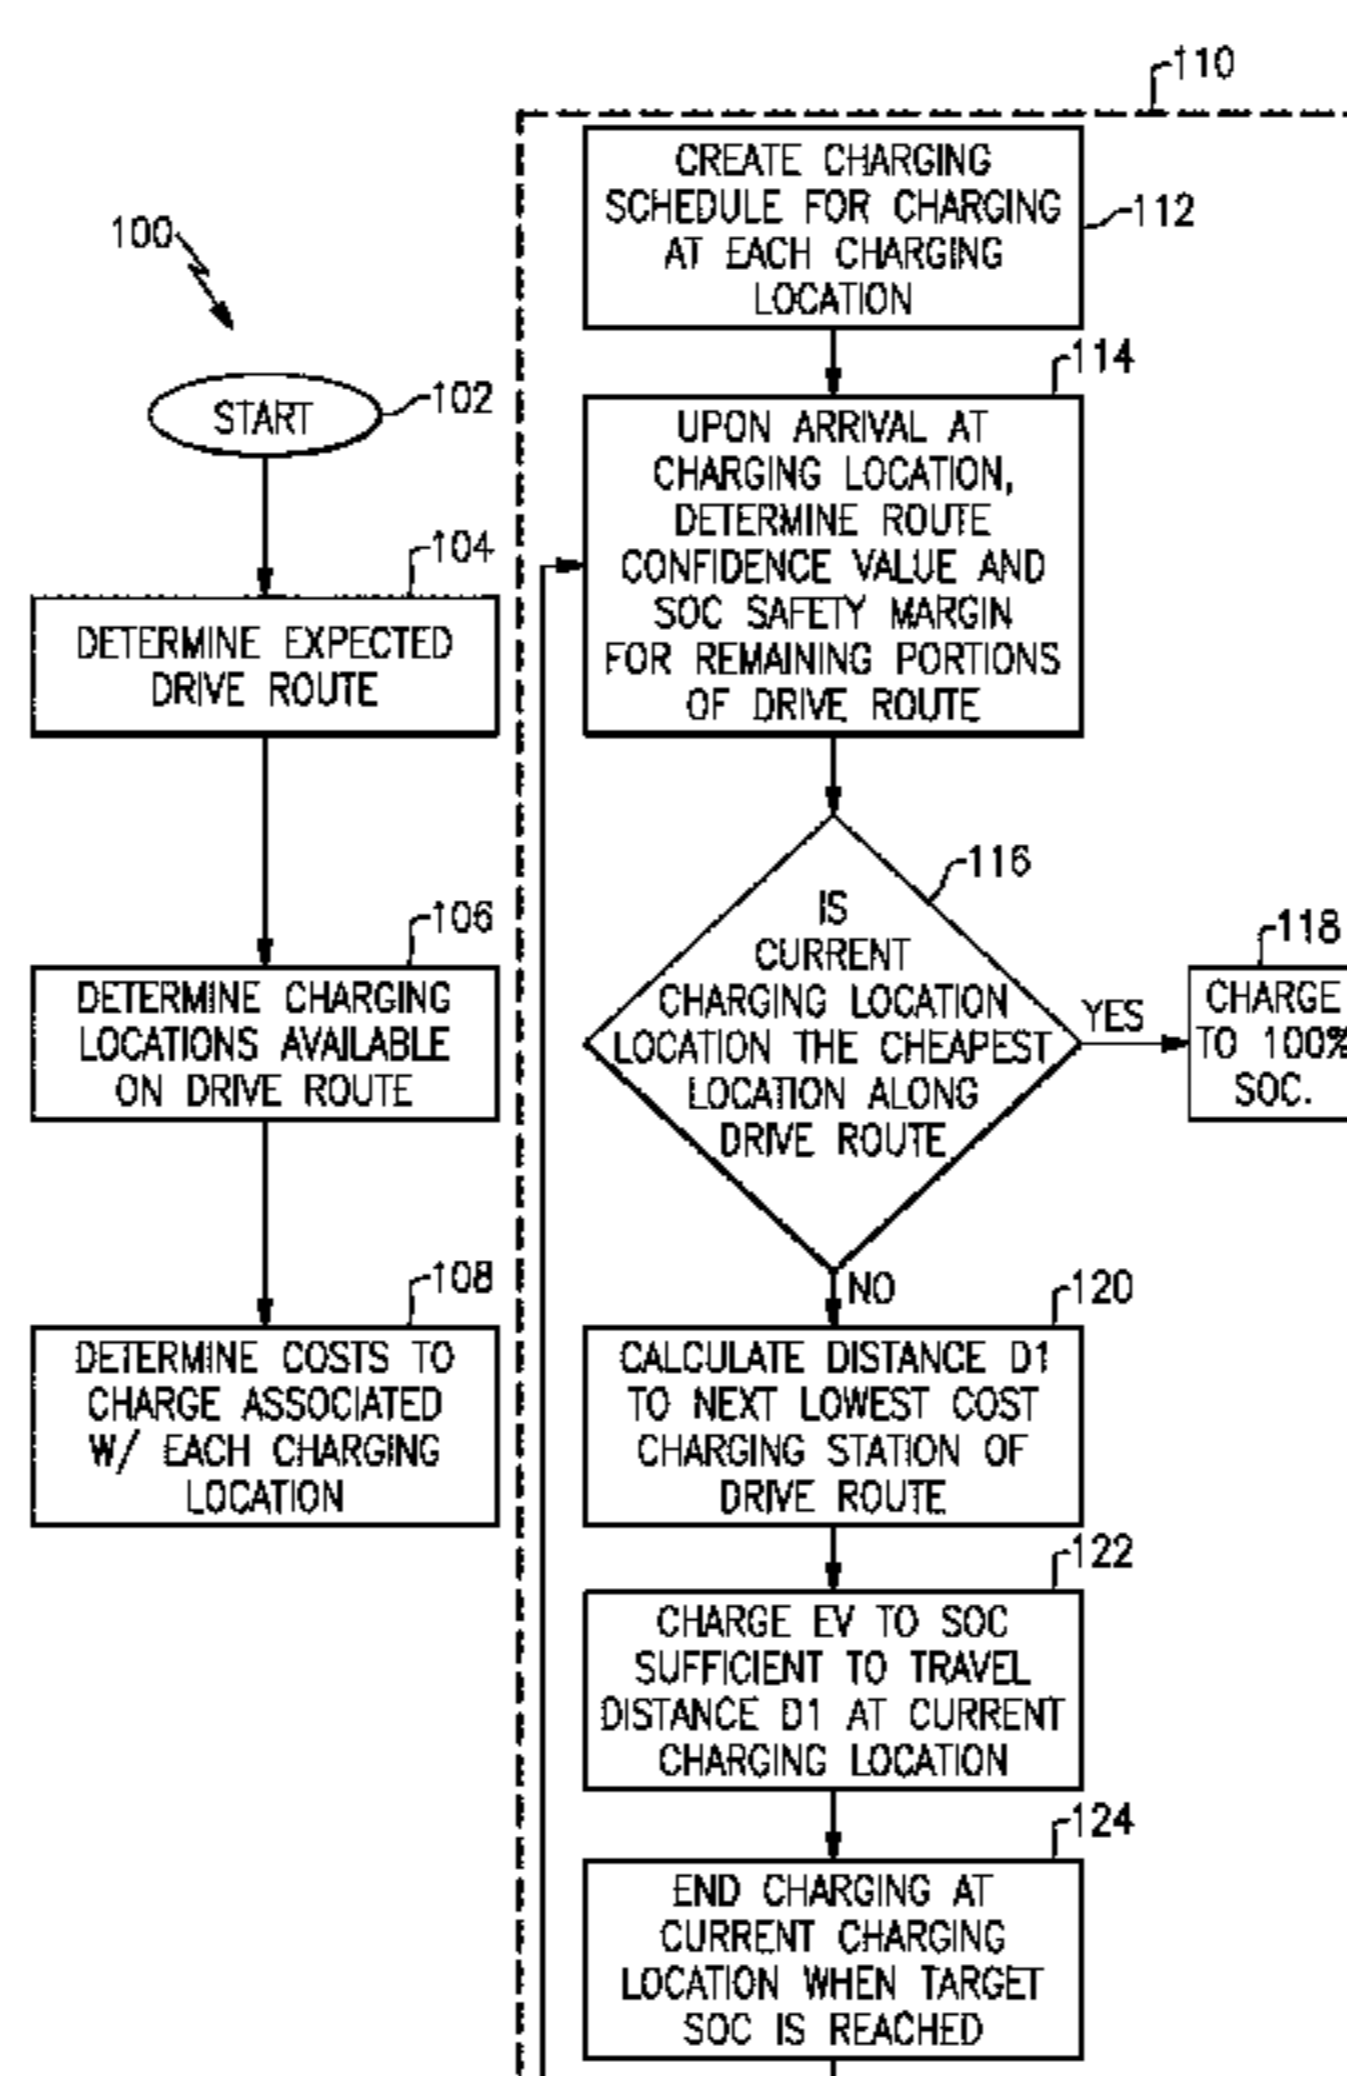 100
START
102
104
DETERMINE EXPECTED
DRIVE ROUTE
106
DETERMINE CHARGING
LOCATIONS AVAILABLE
ON DRIVE ROUTE
108
DETERMINE COSTS TO
CHARGE ASSOCIATED
W/ EACH CHARGING
LOCATION
110
CREATE CHARGING
SCHEDULE FOR CHARGING
AT EACH CHARGING
LOCATION
112
114
UPON ARRIVAL AT
CHARGING LOCATION,
DETERMINE ROUTE
CONFIDENCE VALUE AND
SOC SAFETY MARGIN
FOR REMAINING PORTIONS
OF DRIVE ROUTE
116
IS
CURRENT
CHARGING LOCATION
LOCATION THE CHEAPEST
LOCATION ALONG
DRIVE ROUTE
YES
118
CHARGE
TO 100%
SOC.
NO
120
CALCULATE DISTANCE D1
TO NEXT LOWEST COST
CHARGING STATION OF
DRIVE ROUTE
122
CHARGE EV TO SOC
SUFFICIENT TO TRAVEL
DISTANCE D1 AT CURRENT
CHARGING LOCATION
124
END CHARGING AT
CURRENT CHARGING
LOCATION WHEN TARGET
SOC IS REACHED